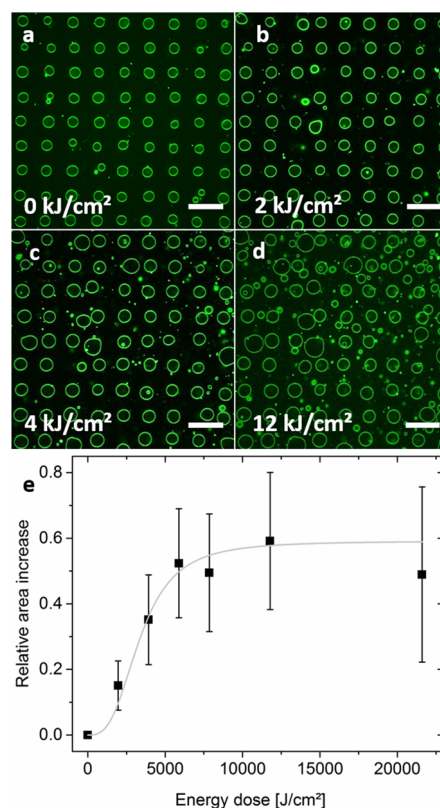 a
b
0 kJ/cm²
2 kJ/cm²
c
d
4 kJ/cm²
12 kJ/cm²
e
0.8
0.6
0.4
0.2
0.0
Relative area increase
0
5000
10000
15000
20000
Energy dose [J/cm²]